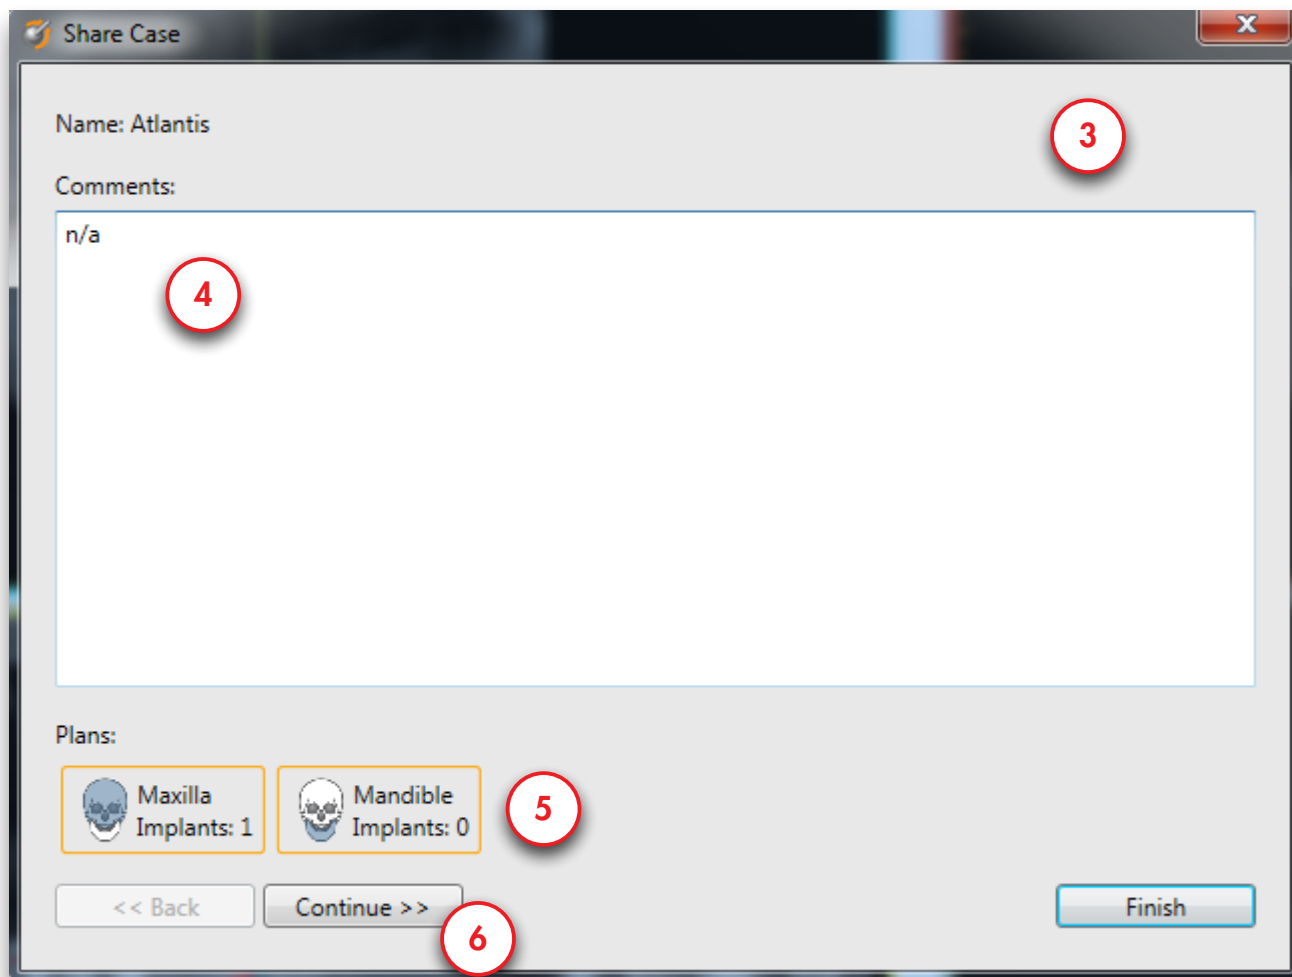 Share Case
X
Name: Atlantis
3
Comments:
n/a
4
Plans:
Maxilla
Implants: 1
Mandible
Implants: 0
5
<< Back
Continue >>
6
Finish